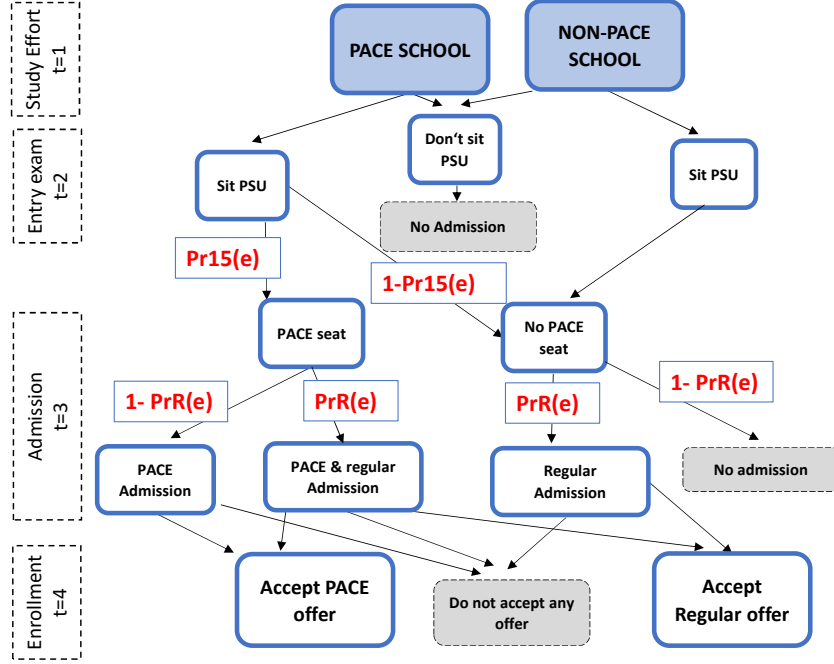 Study Effort
t=1
PACE SCHOOL
NON-PACE
SCHOOL
Entry exam
t=2
Don't sit
PSU
Sit PSU
Sit PSU
No Admission
Pr15(e)
1-Pr15(e)
Admission
t=3
PACE seat
No PACE
seat
1- PrR(e)
PrR(e)
PrR(e)
1- PrR(e)
PACE
Admission
PACE & regular
Admission
Regular
Admission
No admission
Enrollment
t=4
Accept PACE
offer
Do not accept any
offer
Accept
Regular offer